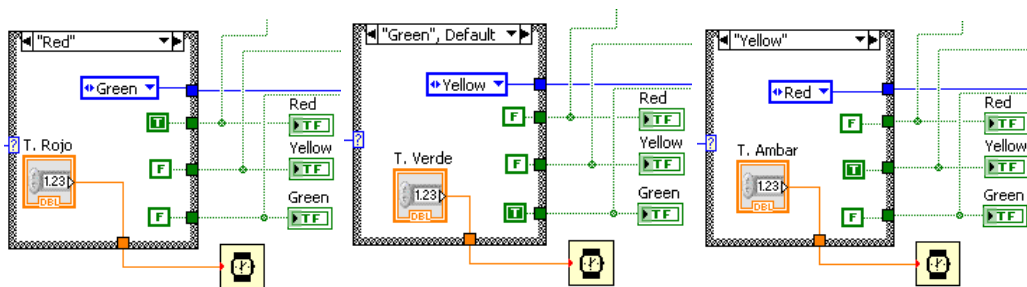 "Red"
Green
Red
T
TF
T. Rojo
Yellow
?
1.23
F
TF
DBL
Green
F
TF
"Green", Default
Yellow
Red
F
TF
T. Verde
Yellow
?
1.23
F
TF
DBL
Green
T
TF
"Yellow"
Red
Red
F
TF
T. Ambar
Yellow
?
1.23
T
TF
DBL
Green
F
TF